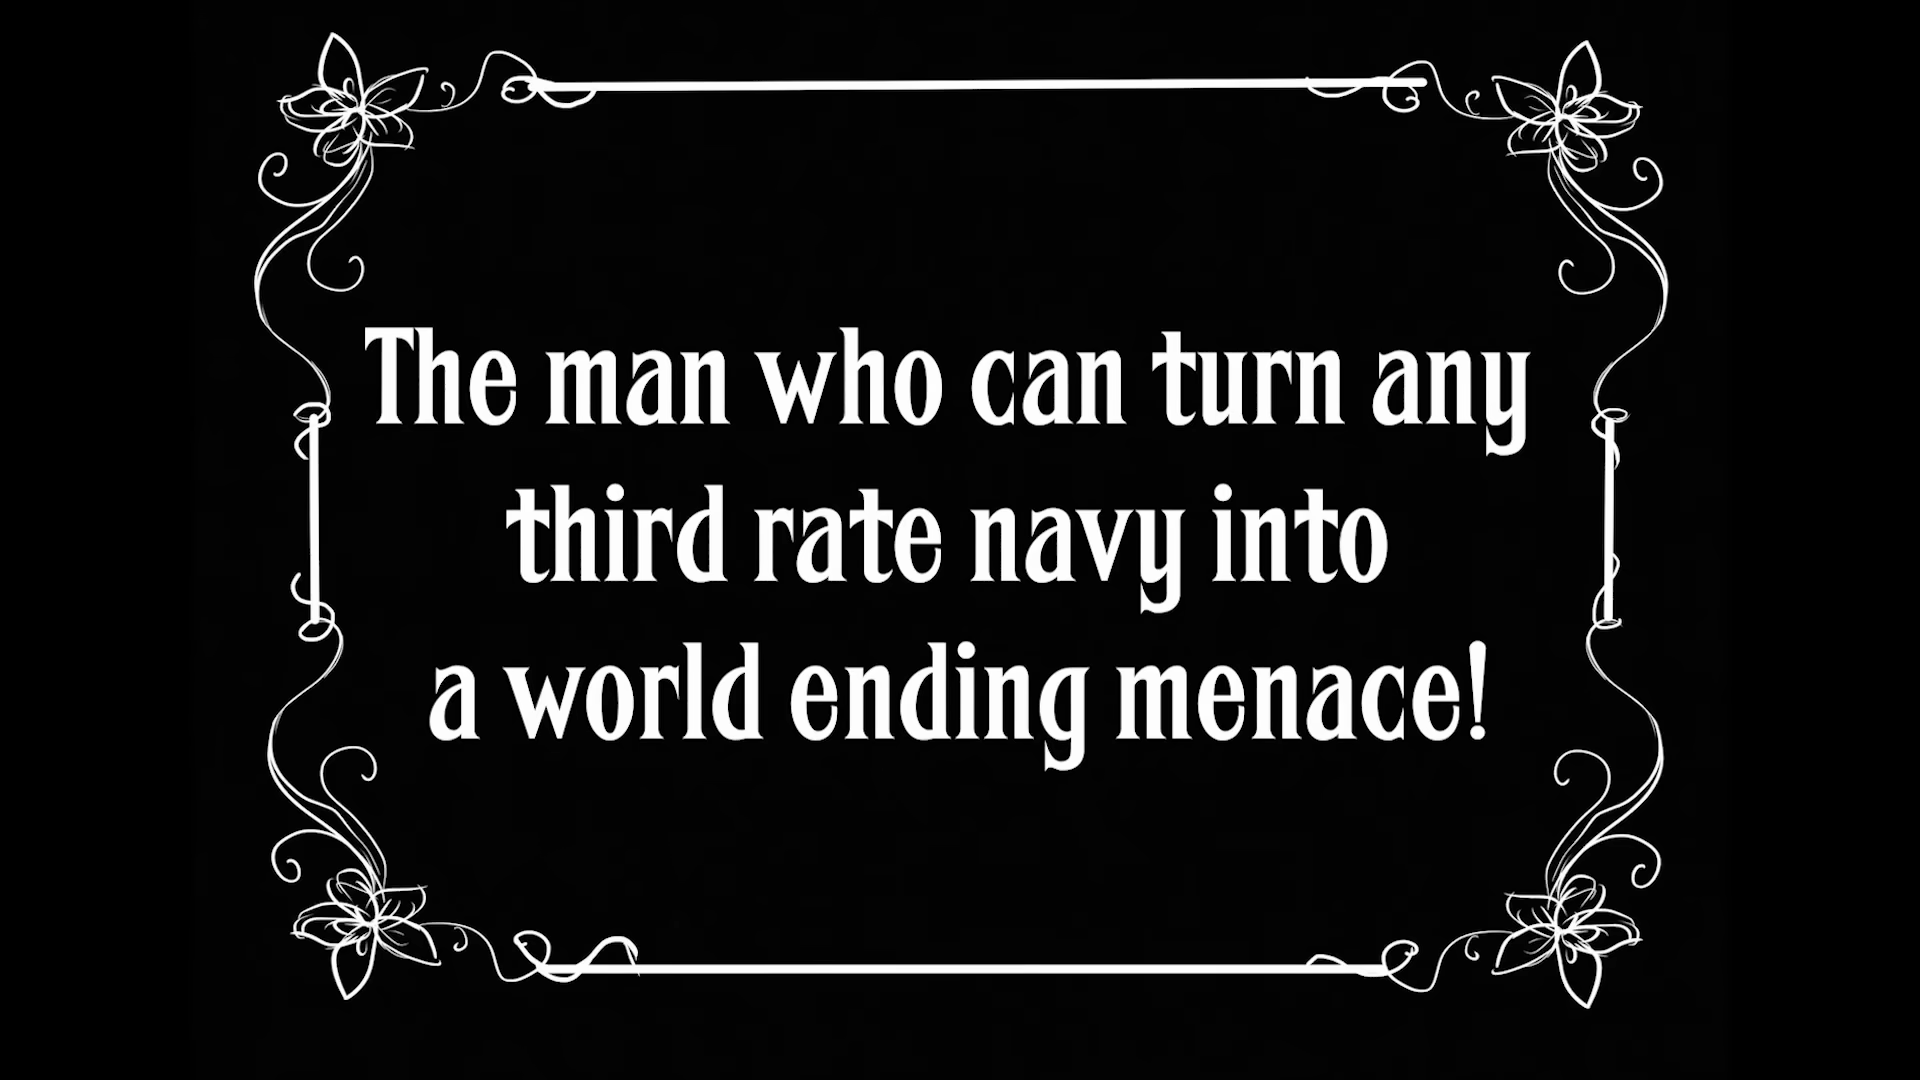 The man who can turn any
third rate navy into
a world ending menace!